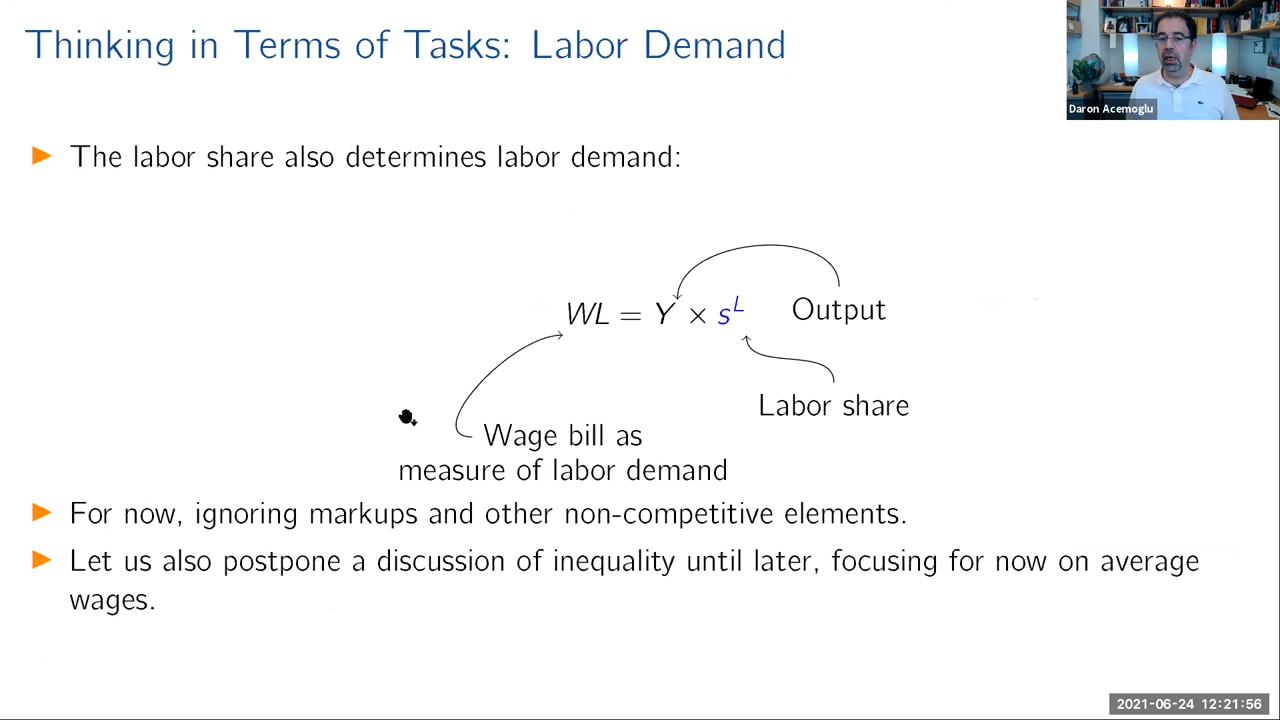 Thinking in Terms of Tasks: Labor Demand
Daron Acemoglu
▶ The labor share also determines labor demand:
WL = Y × s^L
Output
Labor share
Wage bill as
measure of labor demand
▶ For now, ignoring markups and other non-competitive elements.
▶ Let us also postpone a discussion of inequality until later, focusing for now on average
wages.
2021-06-24 12:21:56